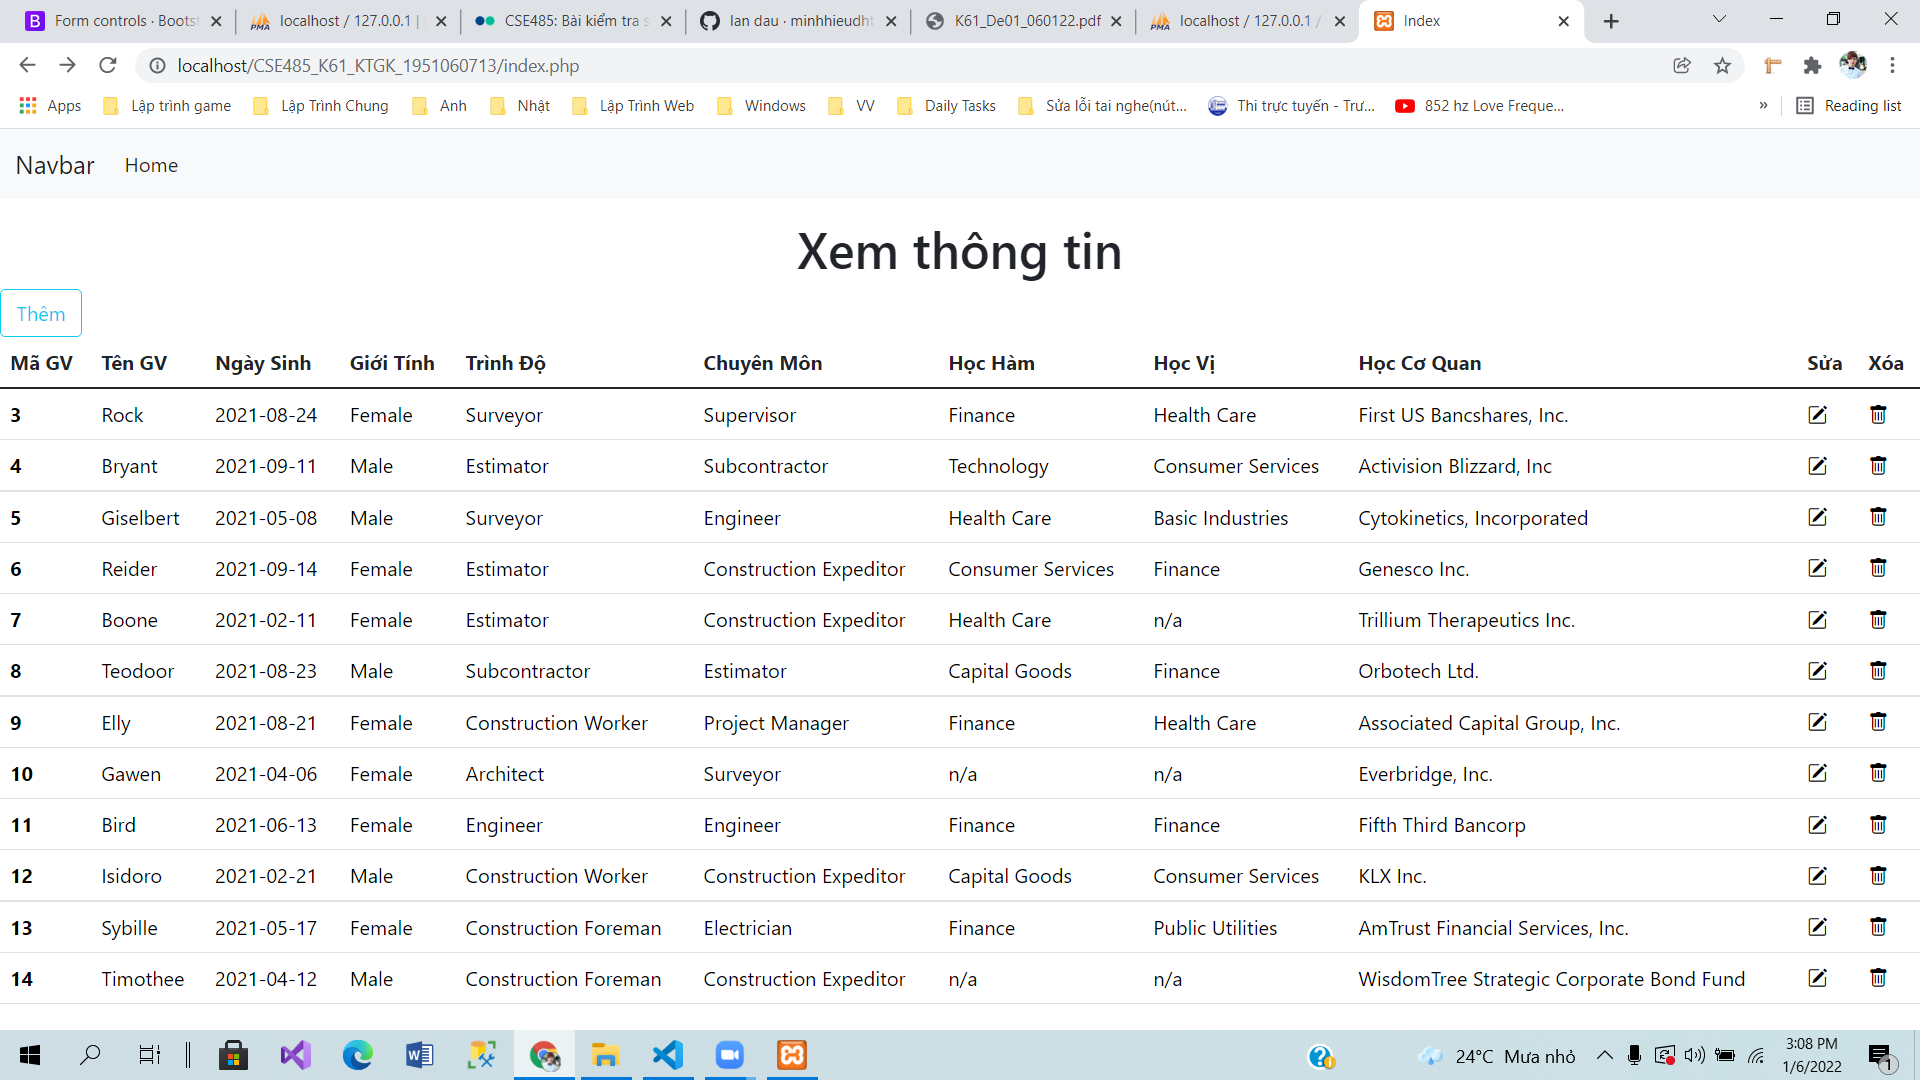 Form controls · Bootst
localhost / 127.0.0.1 |
CSE485: Bài kiểm tra s
lan dau · minhhieudht
K61_De01_060122.pdf
localhost / 127.0.0.1 /
Index
localhost/CSE485_K61_KTGK_1951060713/index.php
Apps Lập trình game Lập Trình Chung Anh Nhật Lập Trình Web Windows VV Daily Tasks Sửa lỗi tai nghe(nút... Thi trực tuyến - Trư... 852 hz Love Freque... » Reading list
Navbar Home
Xem thông tin
Thêm
Mã GV Tên GV Ngày Sinh Giới Tính Trình Độ Chuyên Môn Học Hàm Học Vị Học Cơ Quan Sửa Xóa
3 Rock 2021-08-24 Female Surveyor Supervisor Finance Health Care First US Bancshares, Inc.
4 Bryant 2021-09-11 Male Estimator Subcontractor Technology Consumer Services Activision Blizzard, Inc
5 Giselbert 2021-05-08 Male Surveyor Engineer Health Care Basic Industries Cytokinetics, Incorporated
6 Reider 2021-09-14 Female Estimator Construction Expeditor Consumer Services Finance Genesco Inc.
7 Boone 2021-02-11 Female Estimator Construction Expeditor Health Care n/a Trillium Therapeutics Inc.
8 Teodoor 2021-08-23 Male Subcontractor Estimator Capital Goods Finance Orbotech Ltd.
9 Elly 2021-08-21 Female Construction Worker Project Manager Finance Health Care Associated Capital Group, Inc.
10 Gawen 2021-04-06 Female Architect Surveyor n/a n/a Everbridge, Inc.
11 Bird 2021-06-13 Female Engineer Engineer Finance Finance Fifth Third Bancorp
12 Isidoro 2021-02-21 Male Construction Worker Construction Expeditor Capital Goods Consumer Services KLX Inc.
13 Sybille 2021-05-17 Female Construction Foreman Electrician Finance Public Utilities AmTrust Financial Services, Inc.
14 Timothee 2021-04-12 Male Construction Foreman Construction Expeditor n/a n/a WisdomTree Strategic Corporate Bond Fund
24°C Mưa nhỏ
3:08 PM
1/6/2022
1